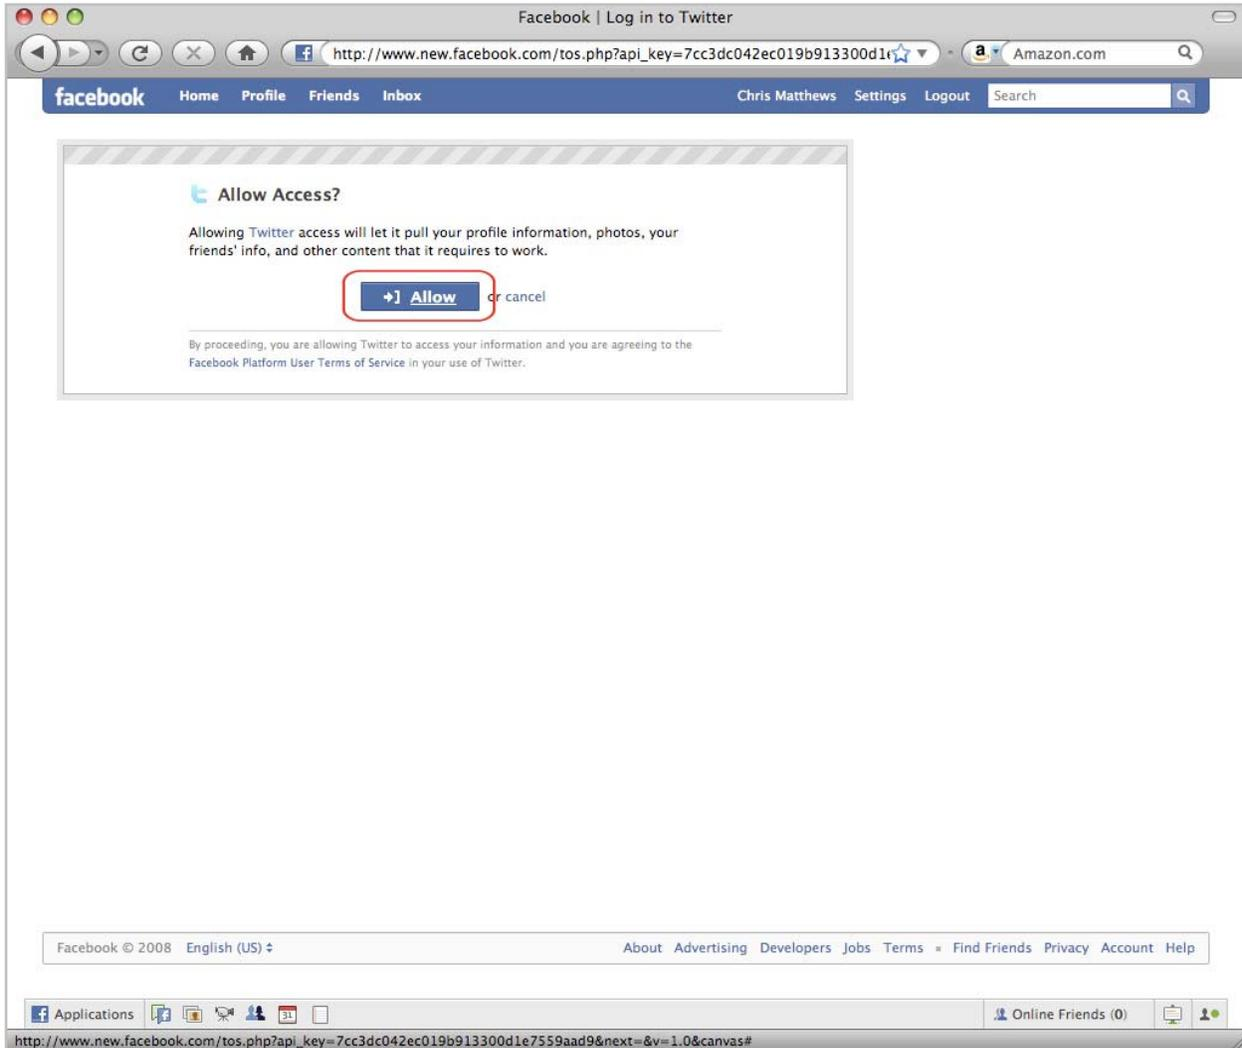 Facebook | Log in to Twitter
http://www.new.facebook.com/tos.php?api_key=7cc3dc042ec019b913300d1e
Amazon.com
facebook Home Profile Friends Inbox Chris Matthews Settings Logout Search
Allow Access?
Allowing Twitter access will let it pull your profile information, photos, your
friends' info, and other content that it requires to work.
Allow or cancel
By proceeding, you are allowing Twitter to access your information and you are agreeing to the
Facebook Platform User Terms of Service in your use of Twitter.
Facebook © 2008 English (US) About Advertising Developers Jobs Terms Find Friends Privacy Account Help
Applications 31 Online Friends (0)
http://www.new.facebook.com/tos.php?api_key=7cc3dc042ec019b913300d1e7559aad9&next=&v=1.0&canvas#